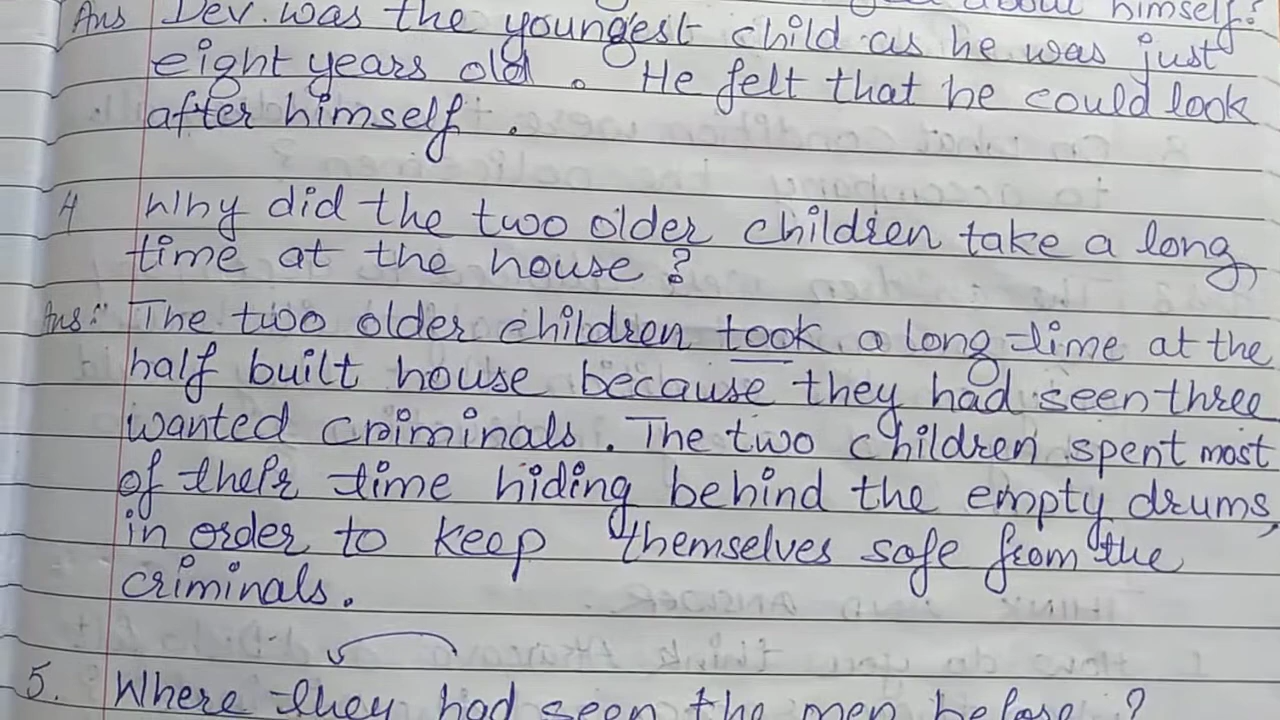 about himself?
Ans Dev. was the youngest child as he was just
eight years old . He felt that he could look
after himself .
4 Why did the two older children take a long
time at the house ?
Ans:- The two older children took a long time at the
half built house because they had seen three
wanted criminals. The two children spent most
of their time hiding behind the empty drums,
in order to keep themselves safe from the
criminals.
5. Where they had seen the men before ?